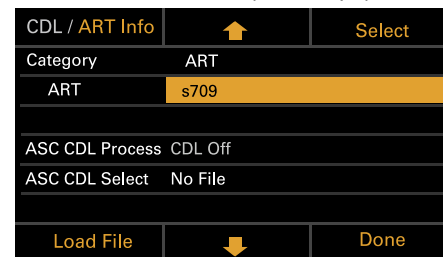 CDL / ART Info Select
Category ART
ART s709
ASC CDL Process CDL Off
ASC CDL Select No File
Load File Done